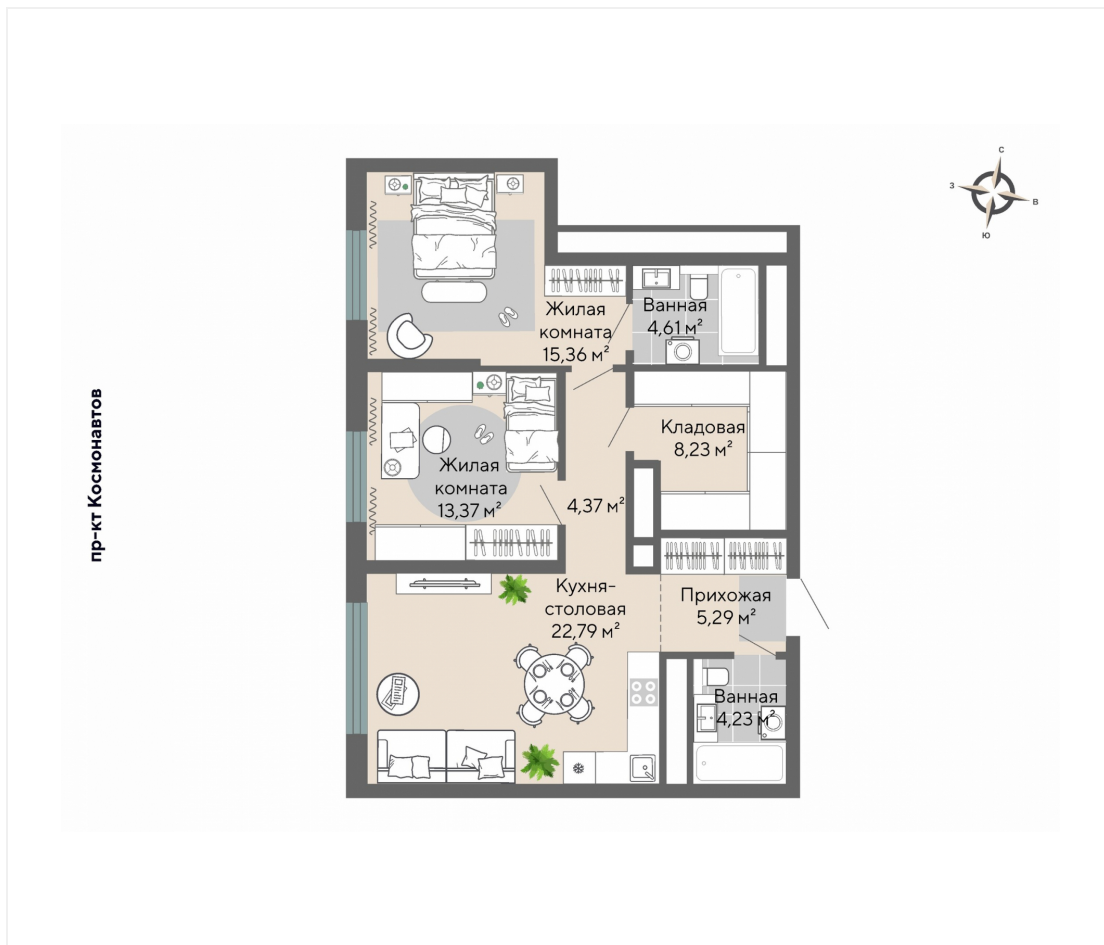 С
З
В
Ю
Жилая
комната
15,36 м²
Ванная
4,61 м²
Кладовая
8,23 м²
Жилая
комната
13,37 м²
4,37 м²
пр-кт Космонавтов
Кухня-
столовая
22,79 м²
Прихожая
5,29 м²
Ванная
4,23 м²